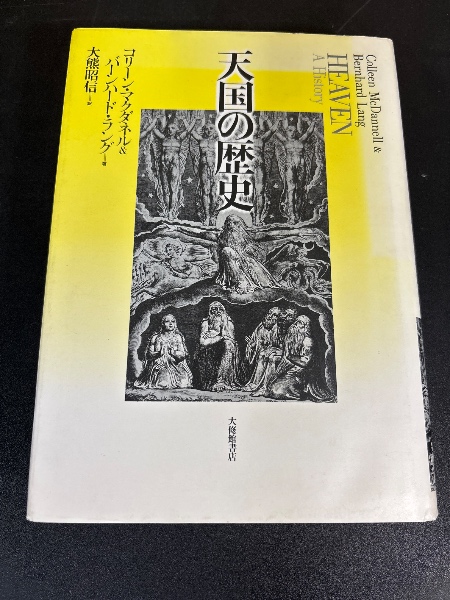 Colleen McDannell &
Bernhard Lang
HEAVEN
A History
天国の歴史
コリーン・マクダネル&
バーンハード・ラング―著
大熊昭信―訳
大修館書店